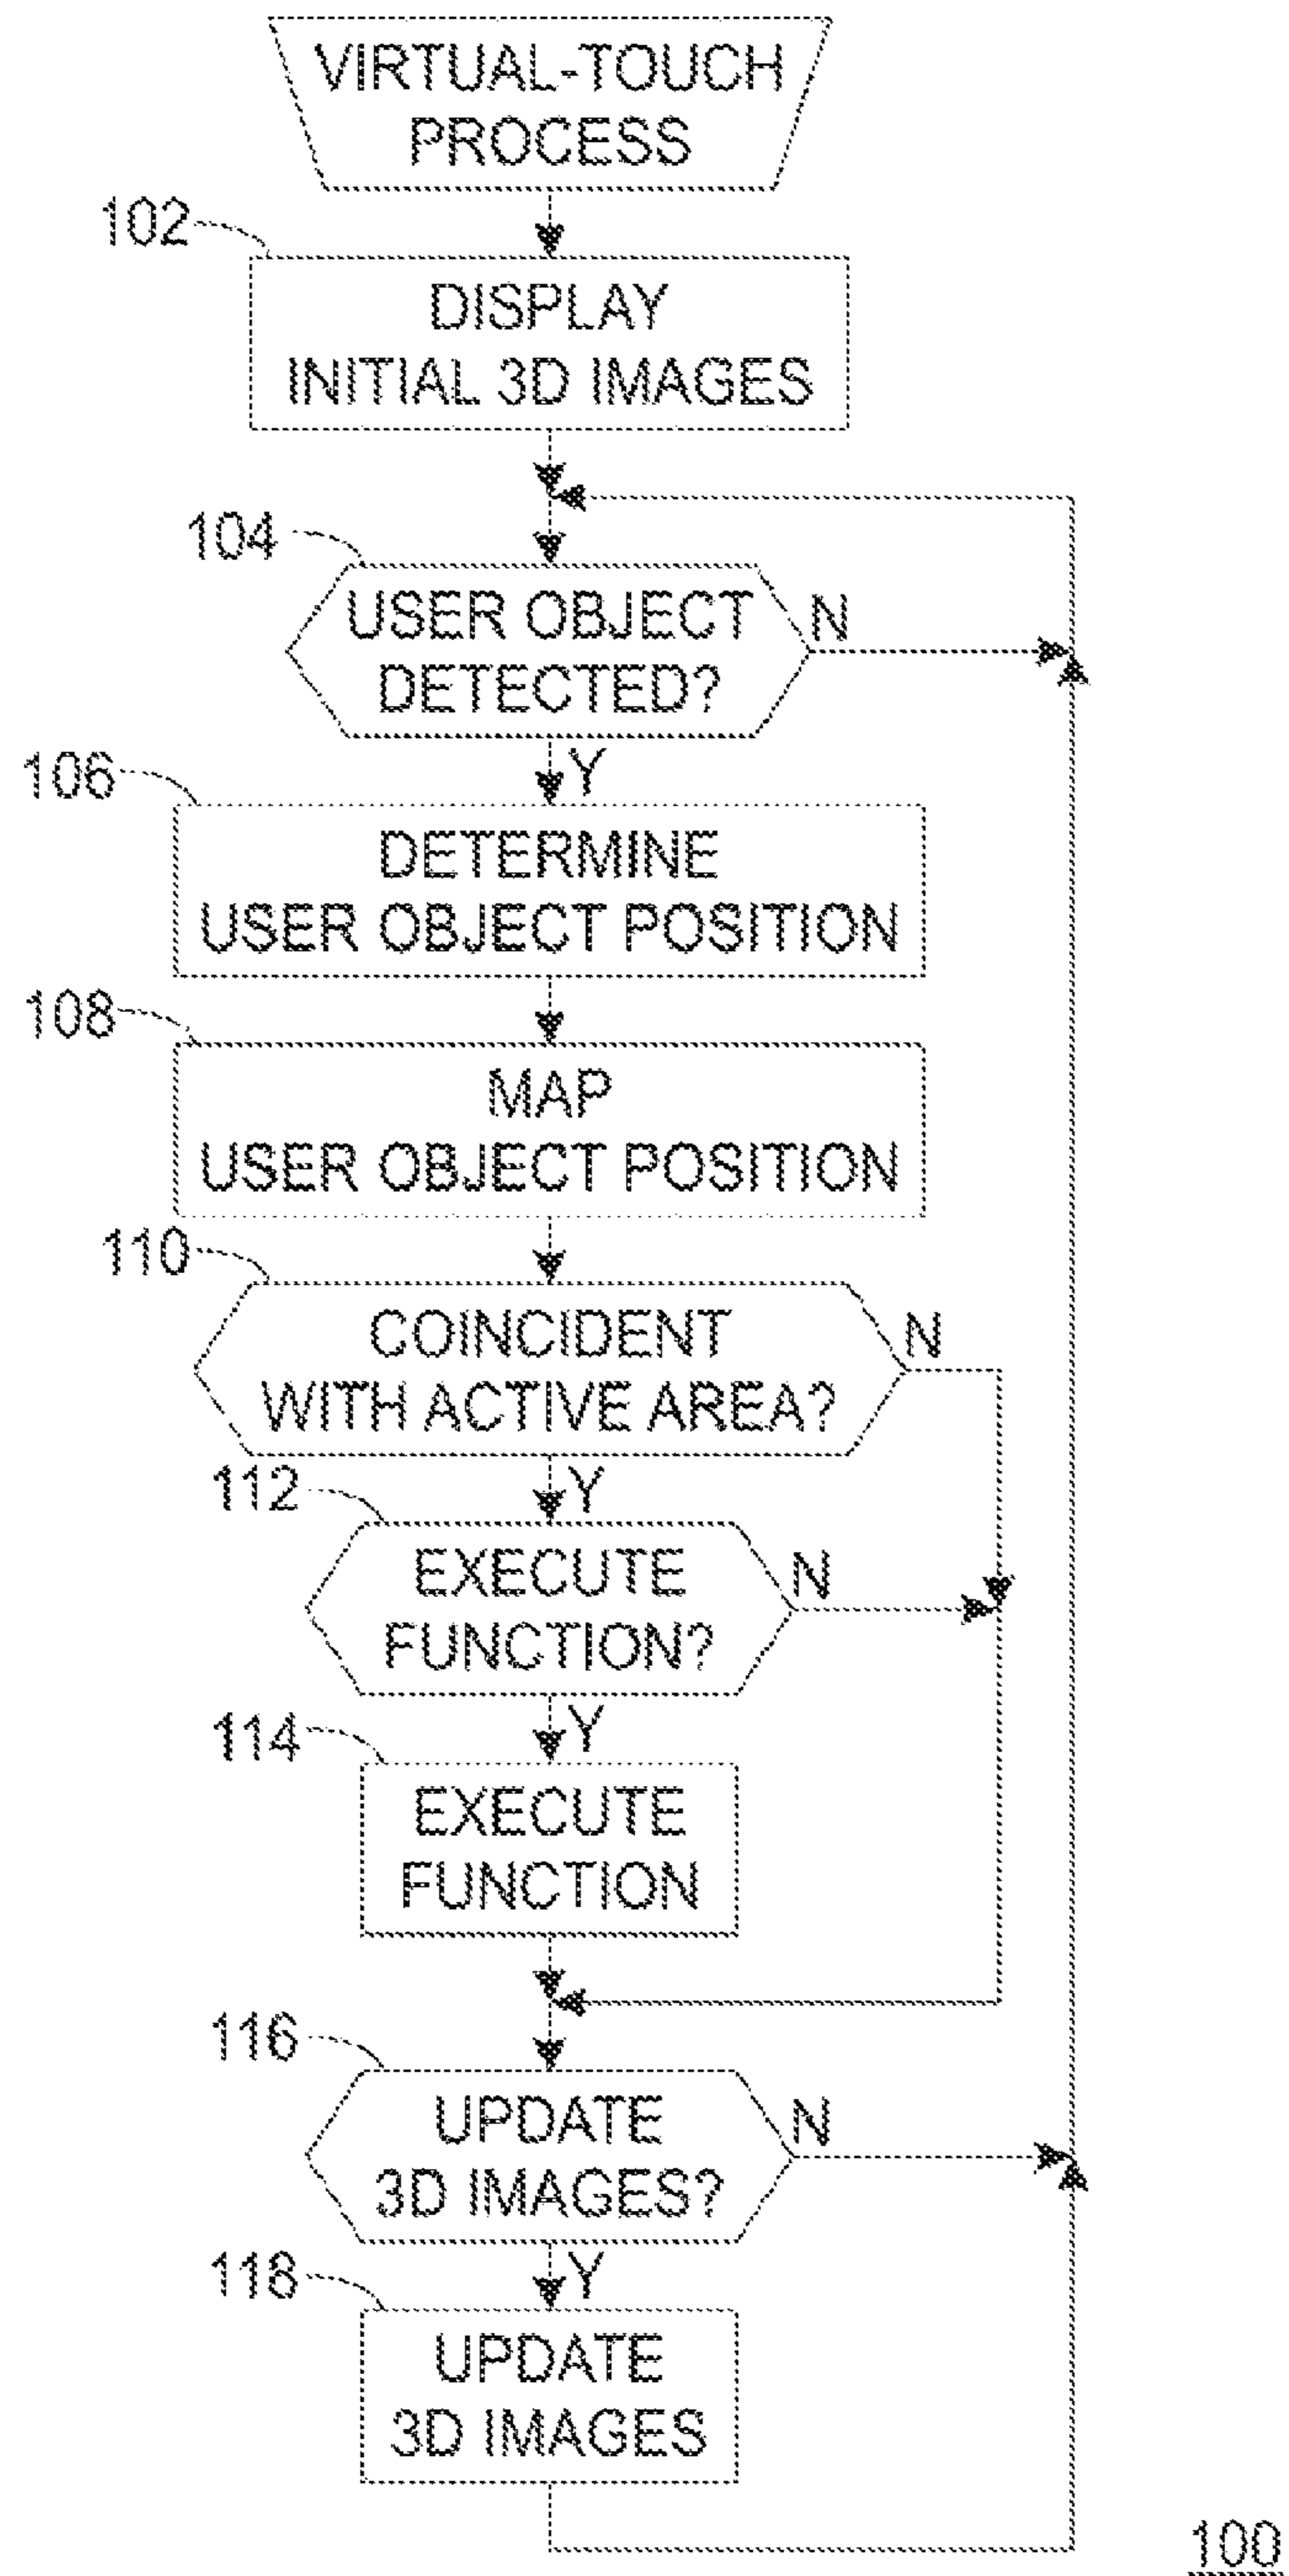 VIRTUAL-TOUCH
PROCESS
102
DISPLAY
INITIAL 3D IMAGES
104
USER OBJECT
DETECTED?
N
Y
106
DETERMINE
USER OBJECT POSITION
108
MAP
USER OBJECT POSITION
110
COINCIDENT
WITH ACTIVE AREA?
N
Y
112
EXECUTE
FUNCTION?
N
Y
114
EXECUTE
FUNCTION
116
UPDATE
3D IMAGES?
N
Y
118
UPDATE
3D IMAGES
100